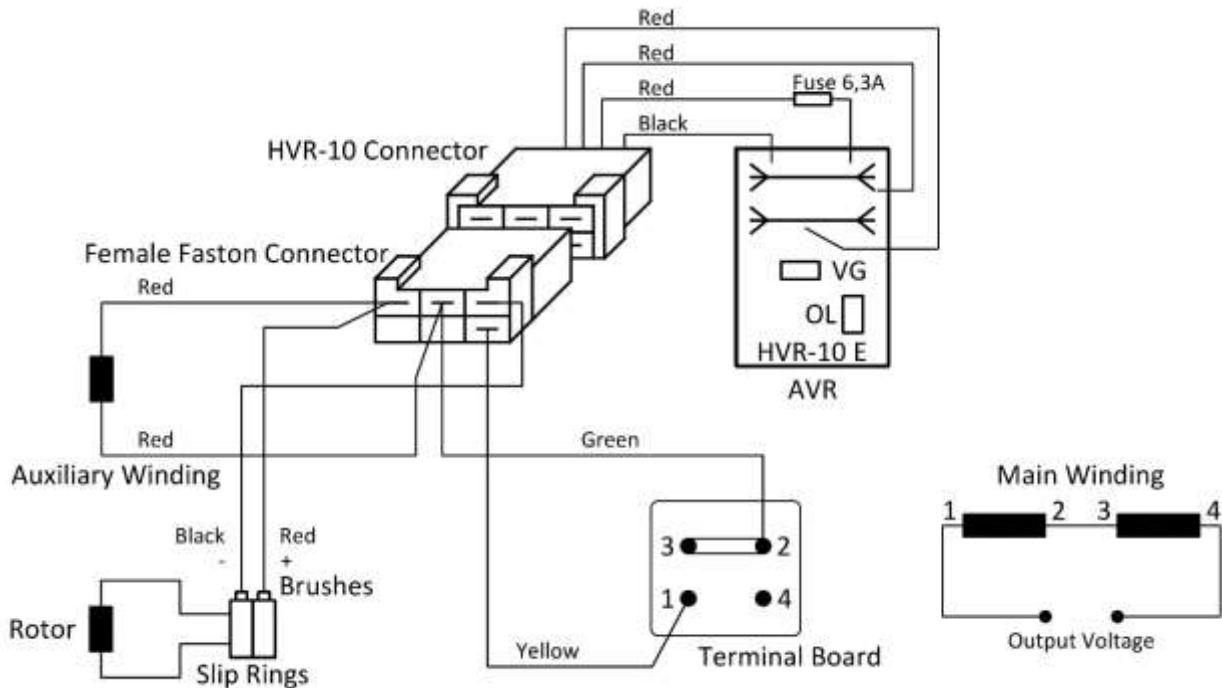 Red
Red
Fuse 6,3A
Red
Black
HVR-10 Connector
Female Faston Connector
Red
VG
OL
HVR-10 E
AVR
Red
Green
Auxiliary Winding
Main Winding
1 2 3 4
Black Red
- +
Brushes
3 2
1 4
Rotor
Output Voltage
Yellow
Terminal Board
Slip Rings